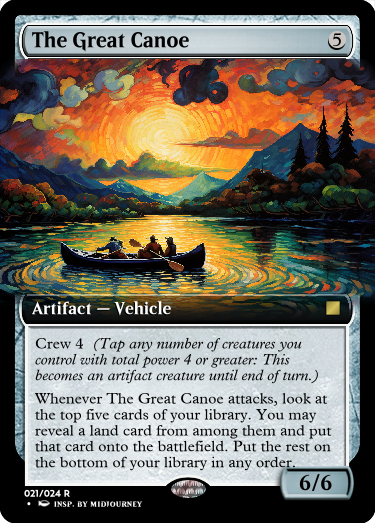 The Great Canoe 5
Artifact — Vehicle
Crew 4 (Tap any number of creatures you
control with total power 4 or greater: This
becomes an artifact creature until end of turn.)
Whenever The Great Canoe attacks, look at
the top five cards of your library. You may
reveal a land card from among them and put
that card onto the battlefield. Put the rest on
the bottom of your library in any order.
6/6
021/024 R
• INSP. BY MIDJOURNEY